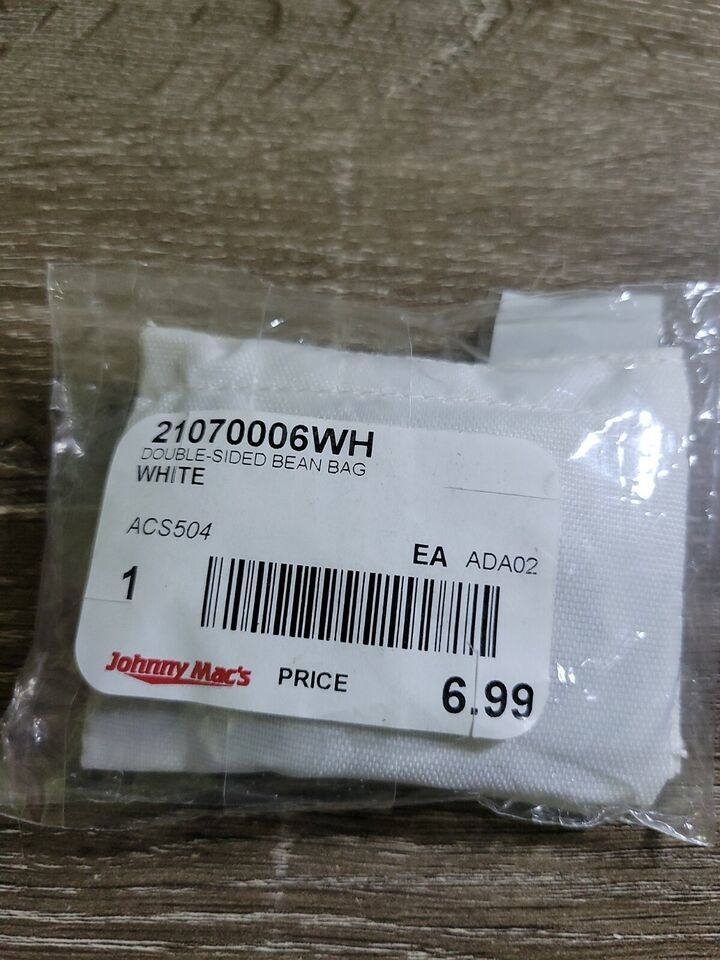 21070006WH
DOUBLE-SIDED BEAN BAG
WHITE
ACS504
EA ADA02
1
Johnny Mac's PRICE 6.99